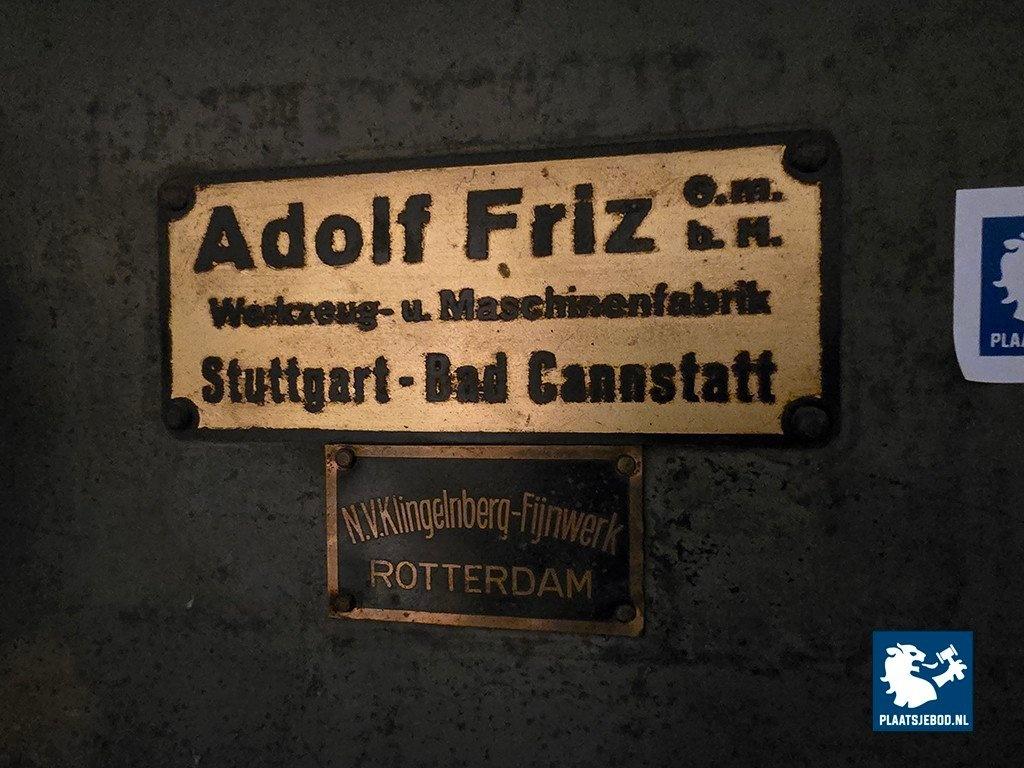 Adolf Friz G.m.
b. H.
Werkzeug- u. Maschinenfabrik
Stuttgart - Bad Cannstatt
N.V. Klingelnberg-Fijnwerk
ROTTERDAM
PLAATSJEBOD.NL